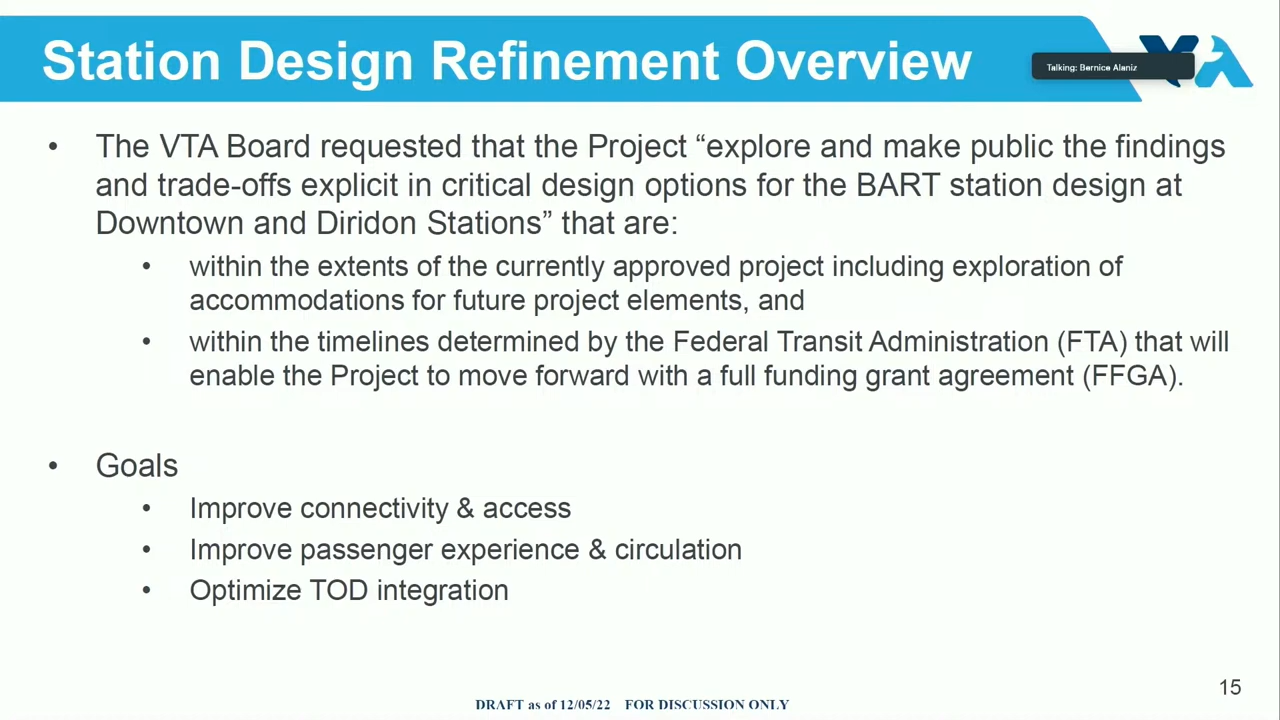 Station Design Refinement Overview
Talking: Bernice Alaniz
VTA
• The VTA Board requested that the Project “explore and make public the findings
and trade-offs explicit in critical design options for the BART station design at
Downtown and Diridon Stations” that are:
• within the extents of the currently approved project including exploration of
accommodations for future project elements, and
• within the timelines determined by the Federal Transit Administration (FTA) that will
enable the Project to move forward with a full funding grant agreement (FFGA).
• Goals
• Improve connectivity & access
• Improve passenger experience & circulation
• Optimize TOD integration
15
DRAFT as of 12/05/22 FOR DISCUSSION ONLY